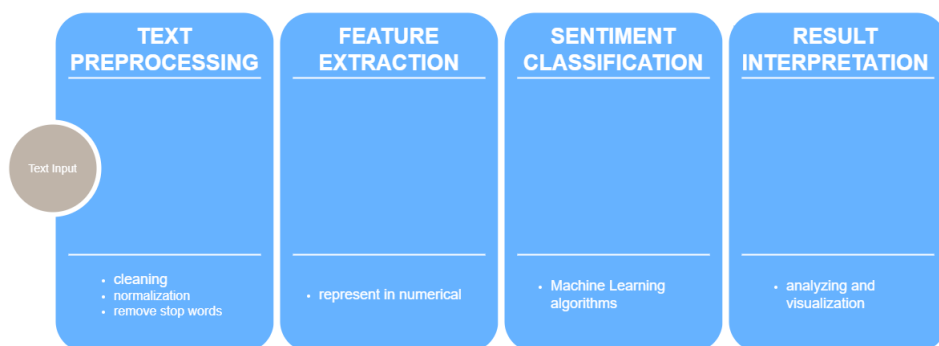 TEXT
PREPROCESSING
FEATURE
EXTRACTION
SENTIMENT
CLASSIFICATION
RESULT
INTERPRETATION
Text Input
• cleaning
• normalization
• remove stop words
• represent in numerical
• Machine Learning
algorithms
• analyzing and
visualization